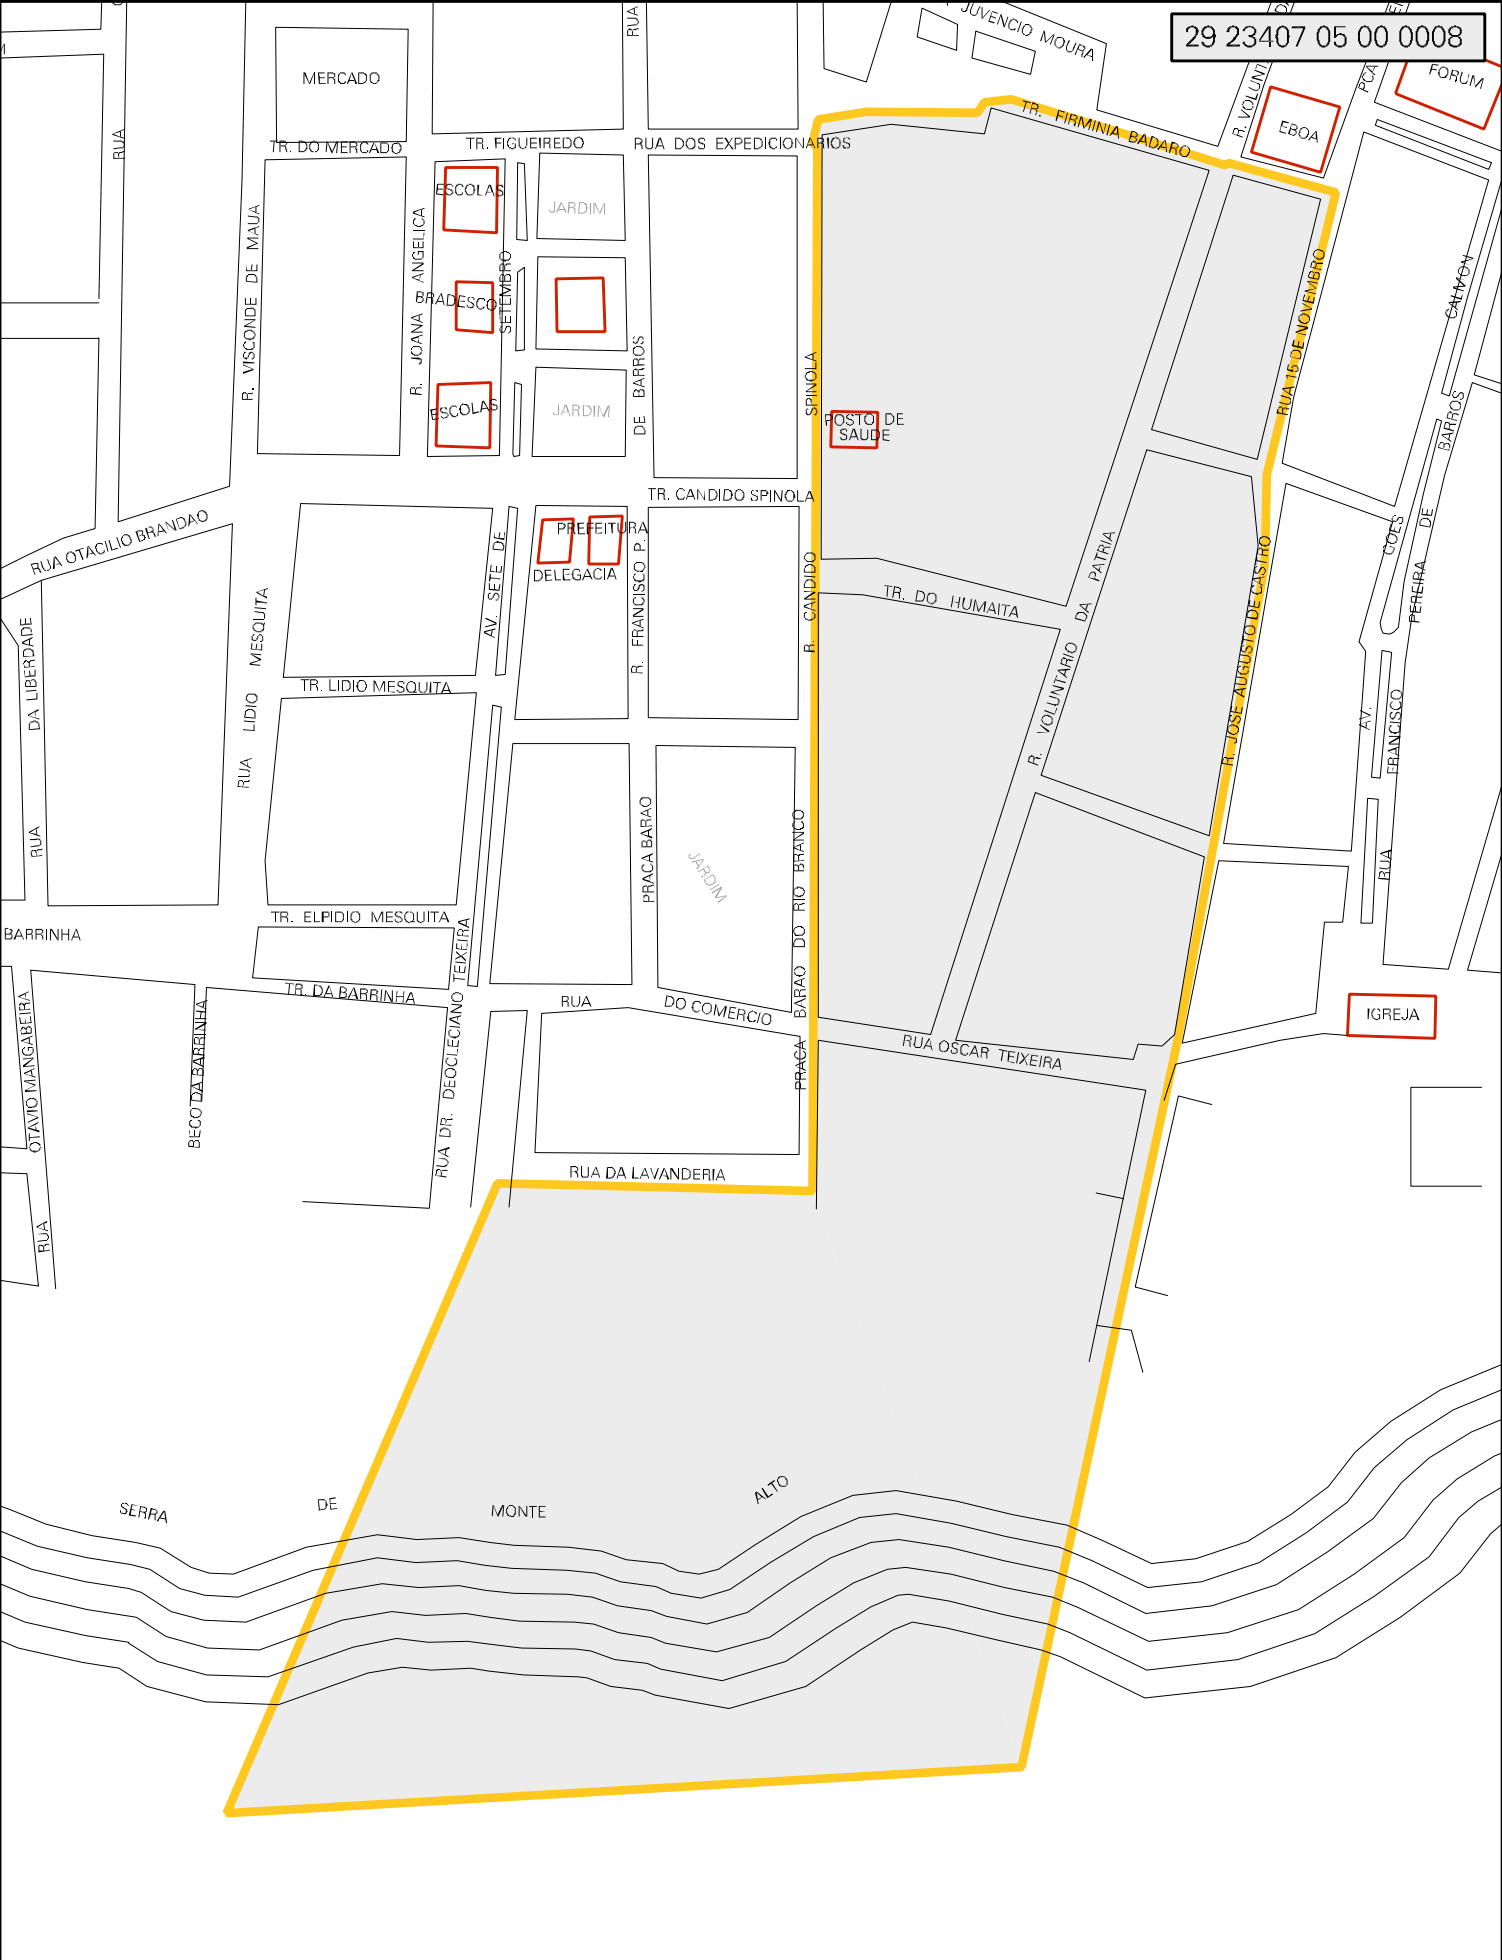 29 23407 05 00 0008
JUVENCIO MOURA
FORUM
MERCADO
RUA
R. VOLUNT
PCA
EBOA
TR. FIRMINIA BADARO
RUA
TR. DO MERCADO
TR. FIGUEIREDO
RUA DOS EXPEDICIONARIOS
ESCOLAS
JARDIM
R. VISCONDE DE MAUA
R. JOANA ANGELICA
BRADESCO
SETEMBRO
RUA 15 DE NOVEMBRO
CALMON
ESCOLAS
JARDIM
DE BARROS
SPINOLA
POSTO DE
SAUDE
BARROS
TR. CANDIDO SPINOLA
RUA OTACILIO BRANDAO
PREFEITURA
DELEGACIA
AV. SETE DE
R. FRANCISCO P.
R. CANDIDO
TR. DO HUMAITA
R. VOLUNTARIO DA PATRIA
R. JOSE AUGUSTO DE CASTRO
GOES
DE
PEREIRA
RUA DA LIBERDADE
RUA LIDIO MESQUITA
TR. LIDIO MESQUITA
AV.
FRANCISCO
RUA
PRACA BARAO
JARDIM
PRACA BARAO DO RIO BRANCO
TR. ELPIDIO MESQUITA
BARRINHA
TR. DA BARRINHA
RUA DO COMERCIO
RUA DR. DEOCLECIANO TEIXEIRA
RUA OTAVIO MANGABEIRA
BECO DA BARRINHA
RUA OSCAR TEIXEIRA
IGREJA
RUA DA LAVANDERIA
SERRA DE MONTE ALTO